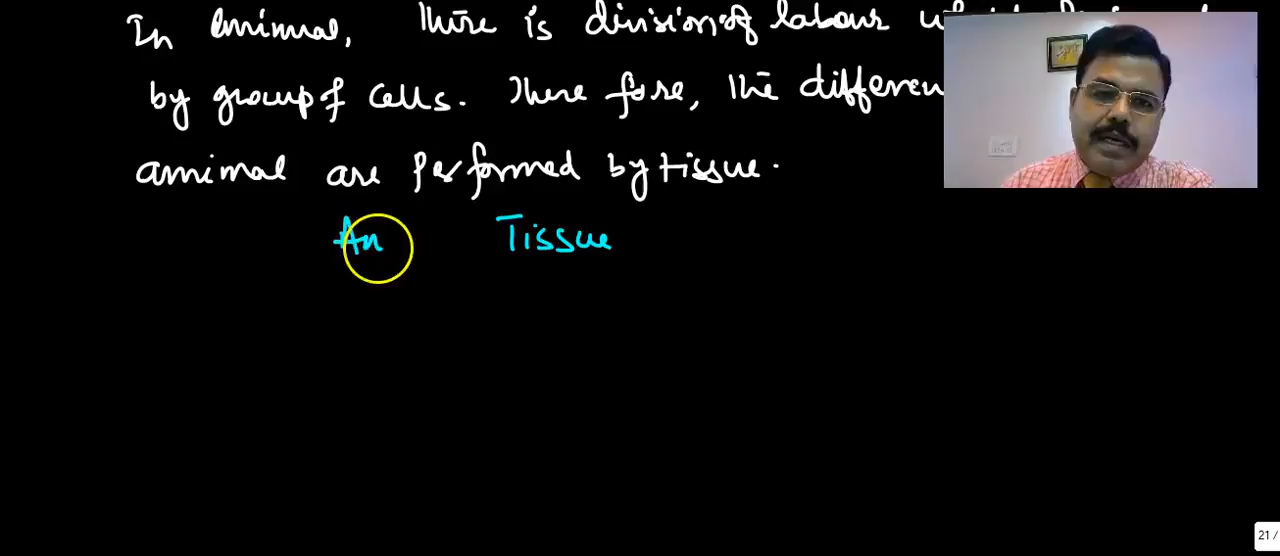 In animal, There is division of labour
by group of cells. There fore, the differen
animal are performed by tissue.
An Tissue
21 /